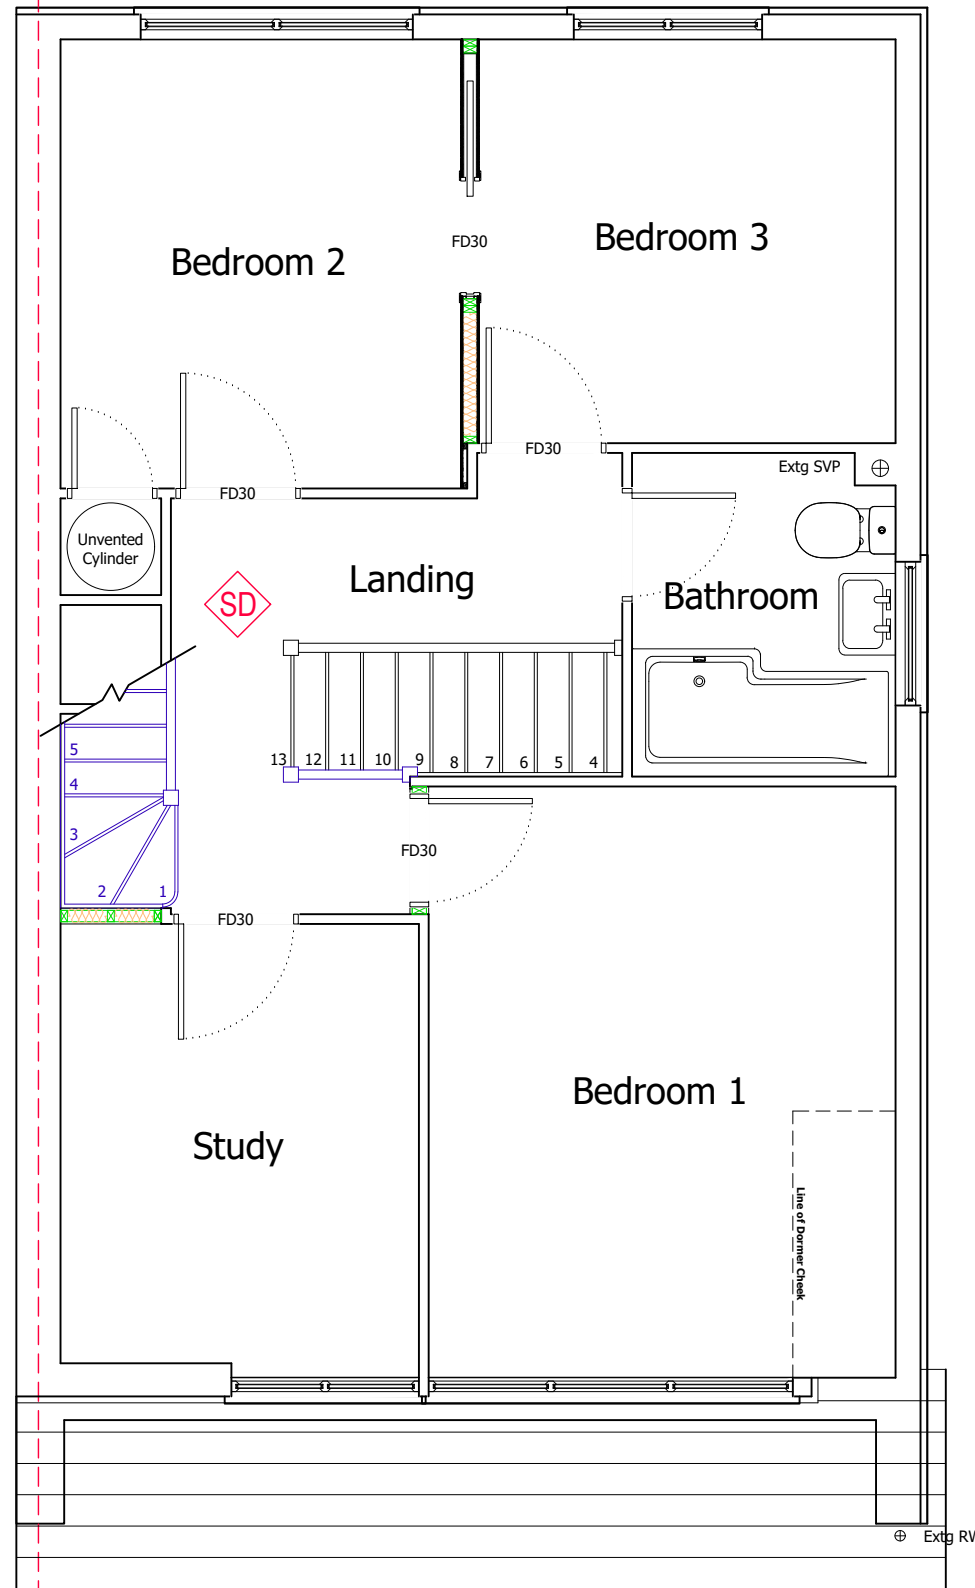 FD30
Bedroom 3
Bedroom 2
FD30
Extg SVP
FD30
Unvented
Cylinder
Landing
Bathroom
SD
13 12 11 10 9 8 7 6 5 4
5
4
3
2
1
FD30
FD30
Bedroom 1
Study
Line of Dormer Cheek
Extg RW